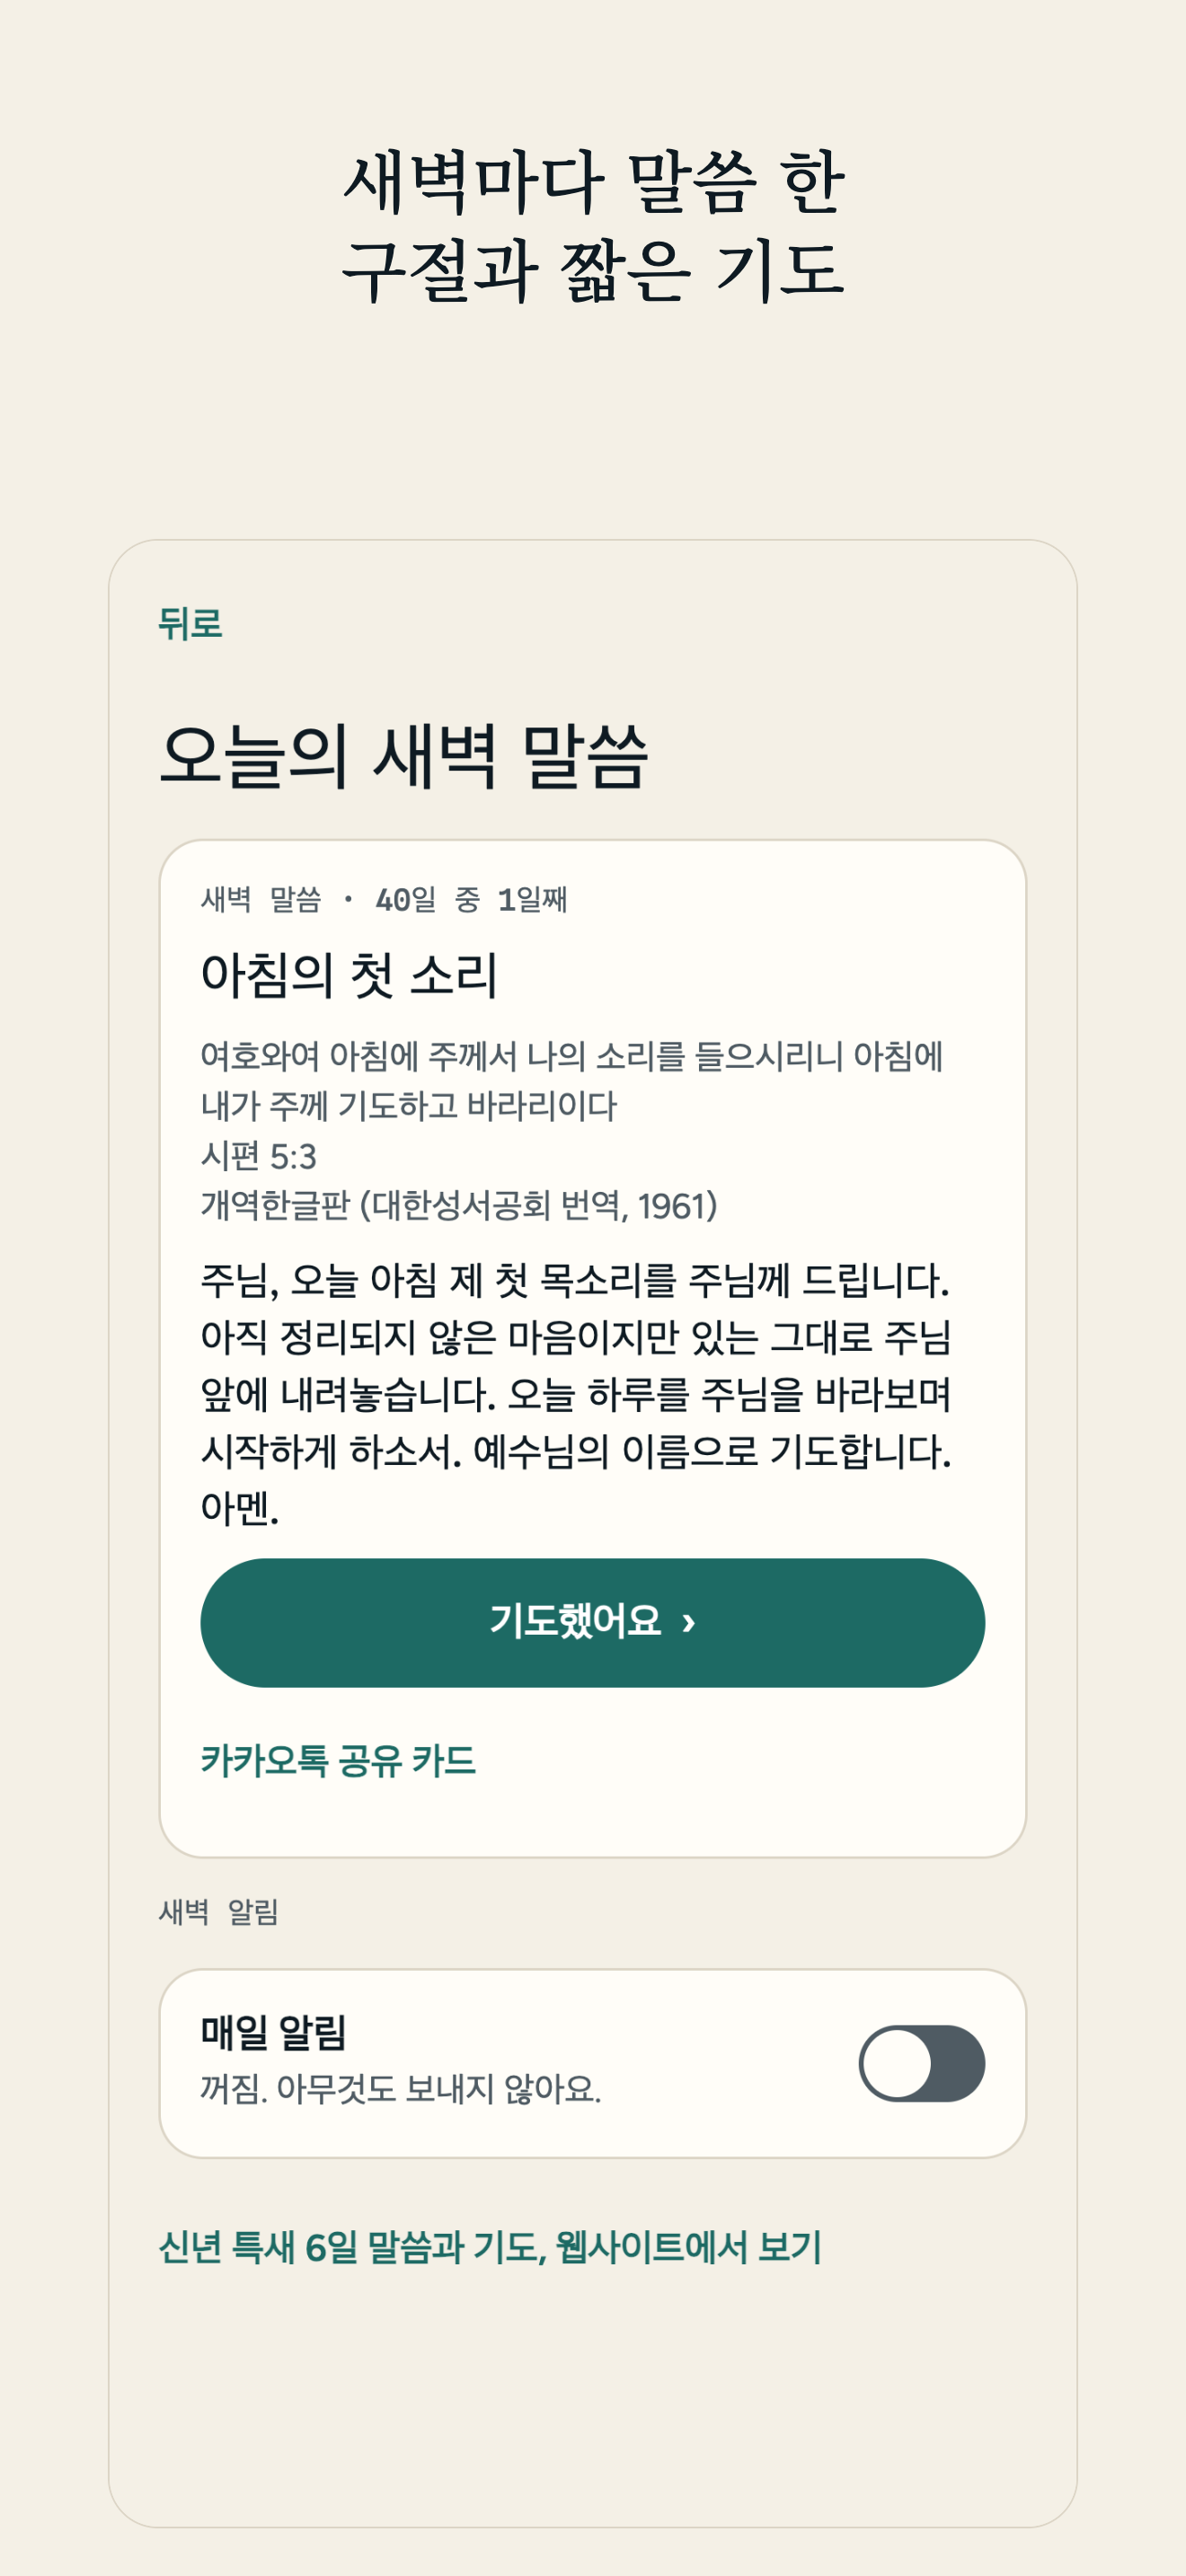 새벽마다 말씀 한
구절과 짧은 기도
뒤로
오늘의 새벽 말씀
새벽 말씀 · 40일 중 1일째
아침의 첫 소리
여호와여 아침에 주께서 나의 소리를 들으시리니 아침에
내가 주께 기도하고 바라리이다
시편 5:3
개역한글판 (대한성서공회 번역, 1961)
주님, 오늘 아침 제 첫 목소리를 주님께 드립니다.
아직 정리되지 않은 마음이지만 있는 그대로 주님
앞에 내려놓습니다. 오늘 하루를 주님을 바라보며
시작하게 하소서. 예수님의 이름으로 기도합니다.
아멘.
기도했어요 ›
카카오톡 공유 카드
새벽 알림
매일 알림
꺼짐. 아무것도 보내지 않아요.
신년 특새 6일 말씀과 기도, 웹사이트에서 보기